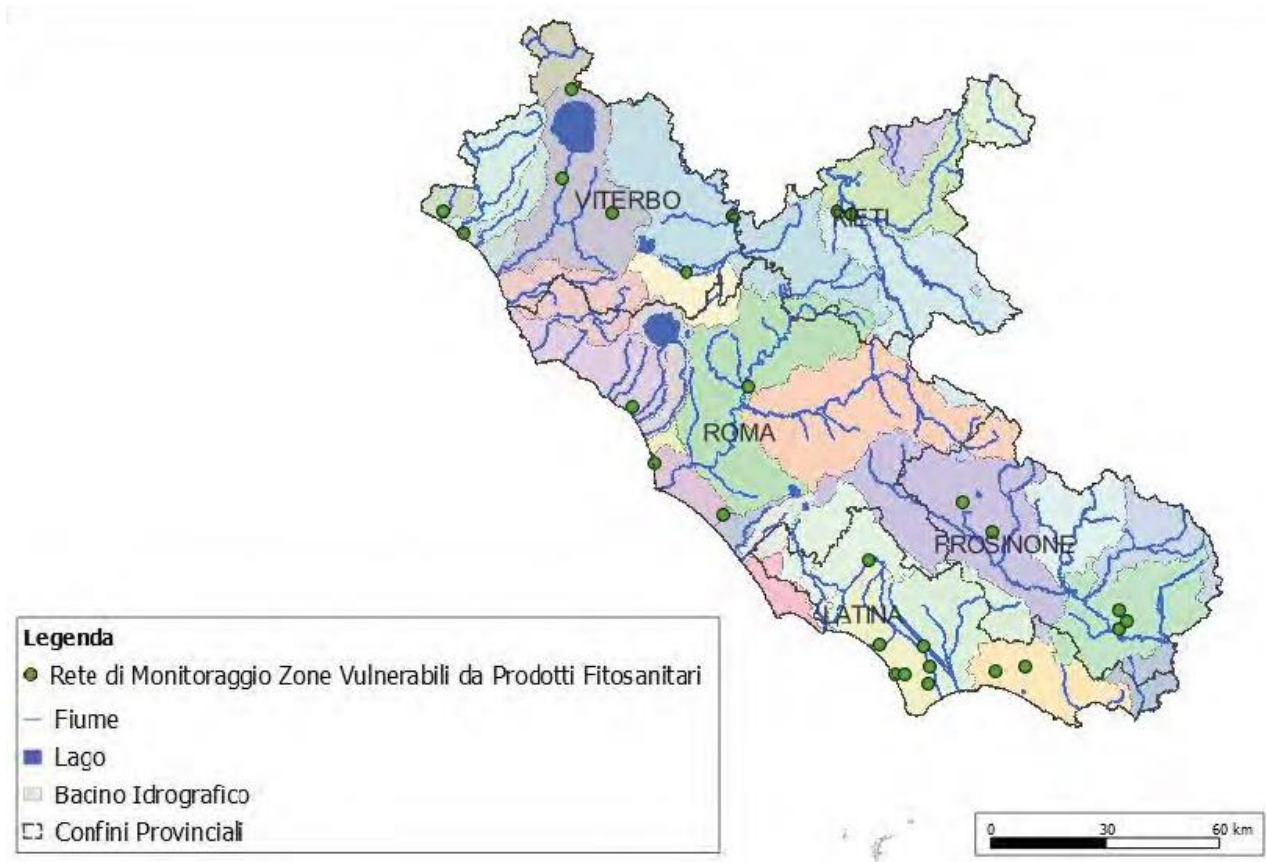 VITERBO
RIETI
ROMA
FROSINONE
LATINA
Legenda
Rete di Monitoraggio Zone Vulnerabili da Prodotti Fitosanitari
Fiume
Lago
Bacino Idrografico
Confini Provinciali
0 30 60 km